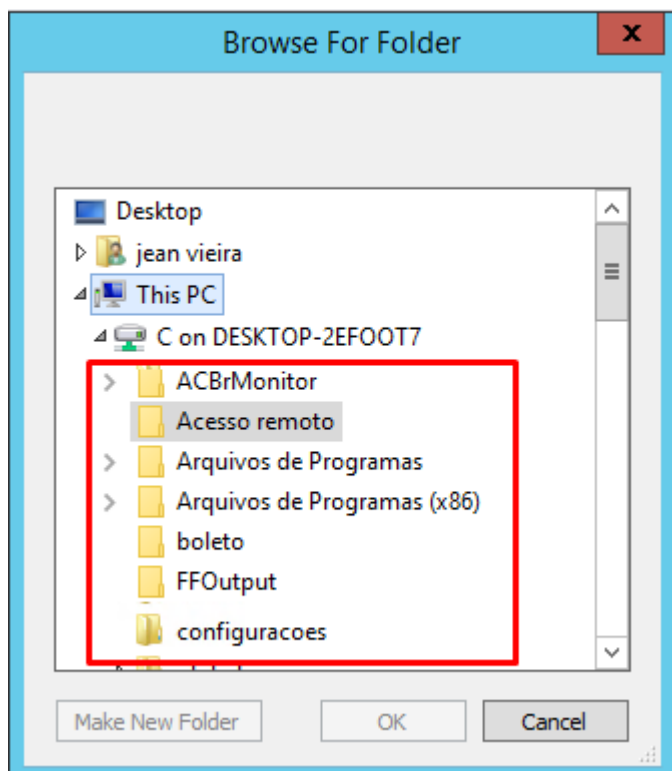 Browse For Folder
x
Desktop
jean vieira
This PC
C on DESKTOP-2EFOOT7
ACBrMonitor
Acesso remoto
Arquivos de Programas
Arquivos de Programas (x86)
boleto
FFOutput
configuracoes
Make New Folder
OK
Cancel